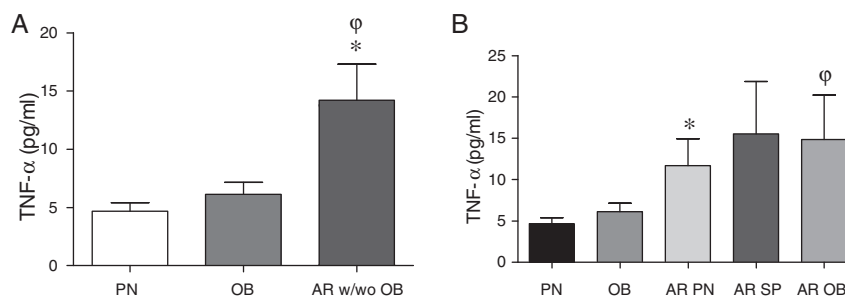 A
20
15
10
5
0
TNF-α (pg/ml)
φ
*
PN OB AR w/wo OB
B
25
20
15
10
5
0
TNF- α (pg/ml)
*
φ
PN OB AR PN AR SP AR OB